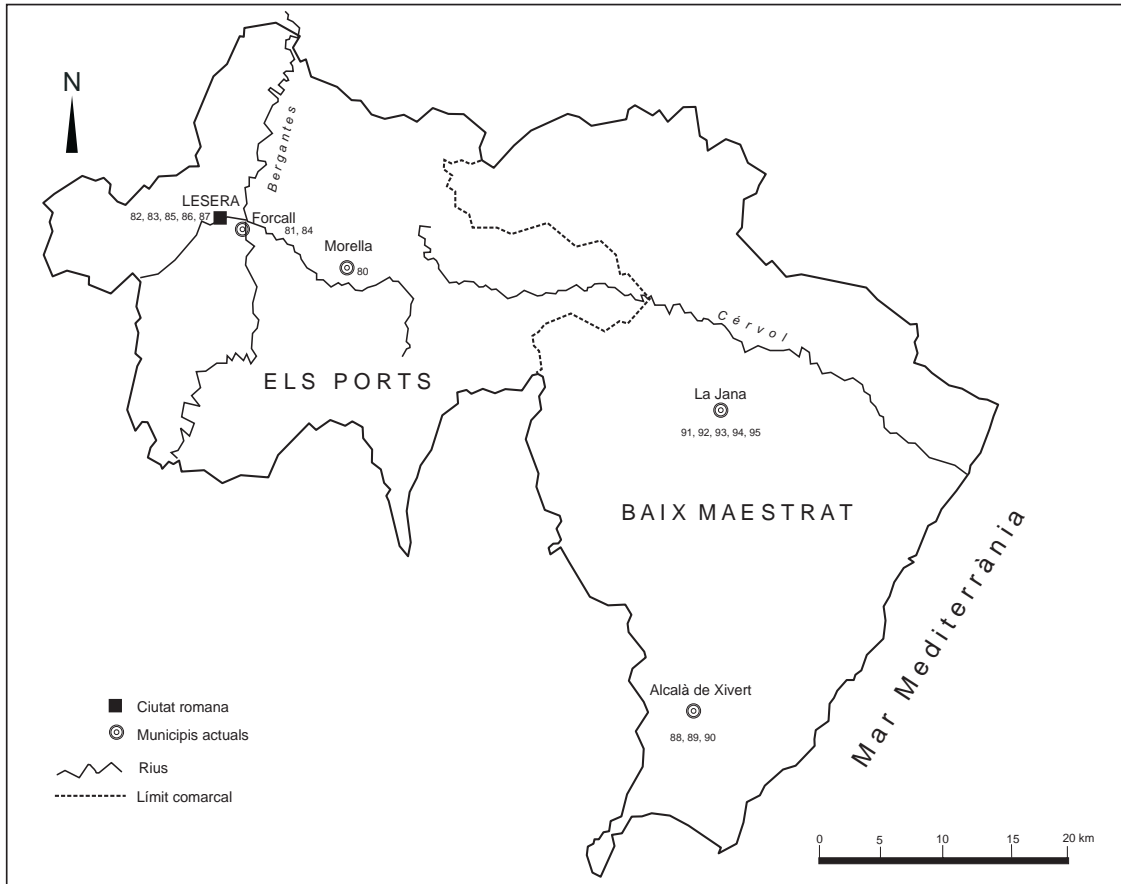 N
Bergantes
LESERA
82, 83, 85, 86, 87
Forcall
81, 84
Morella
80
Cérvol
ELS PORTS
La Jana
91, 92, 93, 94, 95
BAIX MAESTRAT
Mar Mediterrània
Alcalà de Xivert
88, 89, 90
Ciutat romana
Municipis actuals
Rius
Límit comarcal
0 5 10 15 20 km